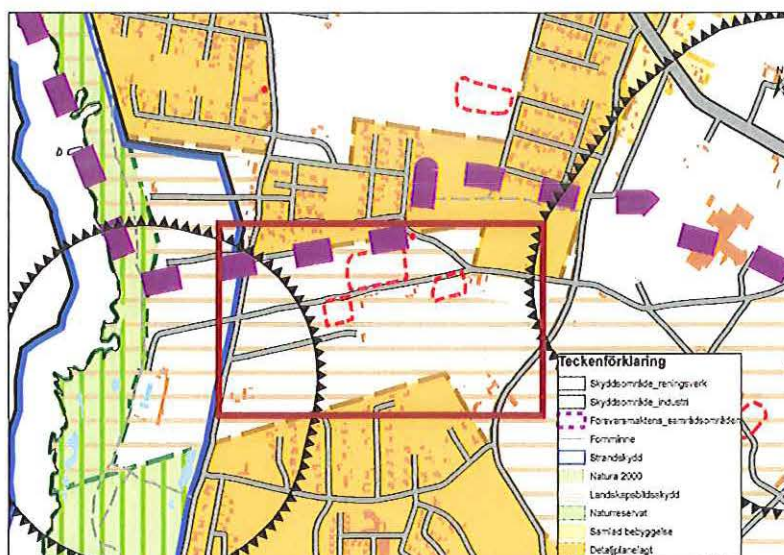 Teckenförklaring
Skyddsområde_reningsverk
Skyddsområde_industri
Försvarsmaktens_samrådsområden
Fornminne
Strandskydd
Natura 2000
Landskapsbildsskydd
Naturreservat
Samlad bebyggelse
Detaljplanelagt